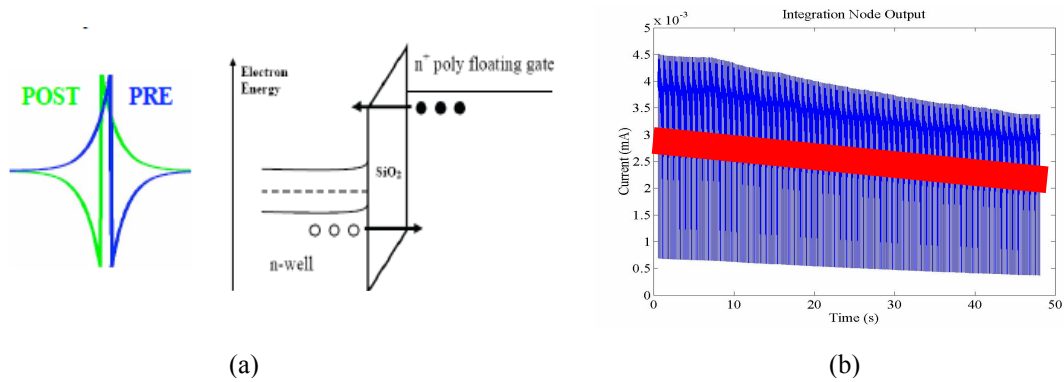 POST PRE
Electron
Energy
n⁺ poly floating gate
SiO₂
n-well
(a)
Integration Node Output
x 10⁻³
5
4.5
4
3.5
3
2.5
2
1.5
1
0.5
0
Current (mA)
0 10 20 30 40 50
Time (s)
(b)